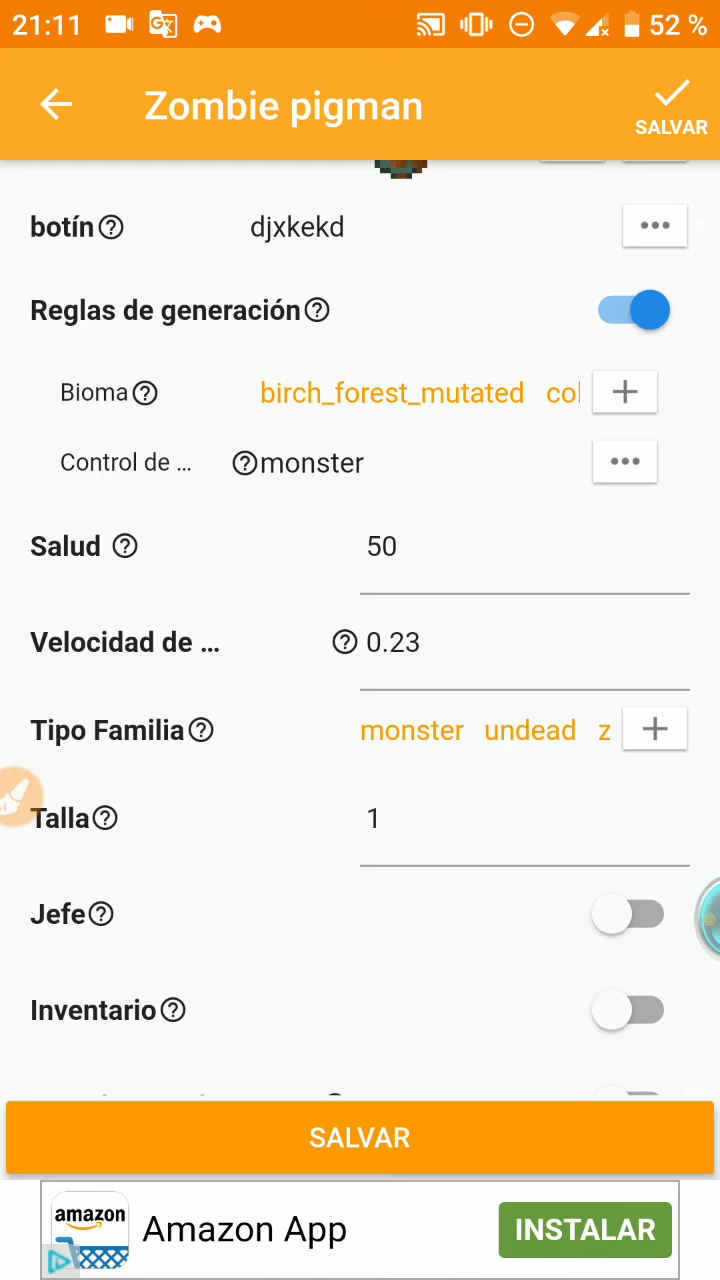 21:11 52 %
Zombie pigman
SALVAR
botín djxkekd
Reglas de generación
Bioma birch_forest_mutated col
Control de ... monster
Salud 50
Velocidad de ... 0.23
Tipo Familia monster undead z
Talla 1
Jefe
Inventario
SALVAR
amazon Amazon App INSTALAR